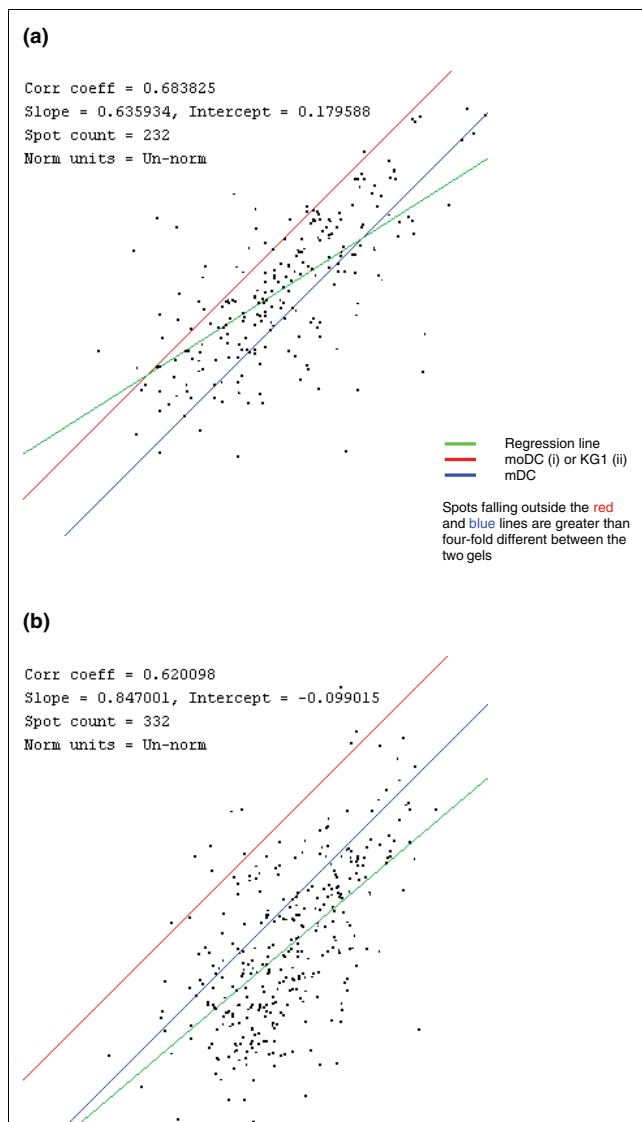 (a)
Corr coeff = 0.683825
Slope = 0.635934, Intercept = 0.179588
Spot count = 232
Norm units = Un-norm
Regression line
moDC (i) or KG1 (ii)
mDC
Spots falling outside the red
and blue lines are greater than
four-fold different between the
two gels
(b)
Corr coeff = 0.620098
Slope = 0.847001, Intercept = -0.099015
Spot count = 332
Norm units = Un-norm